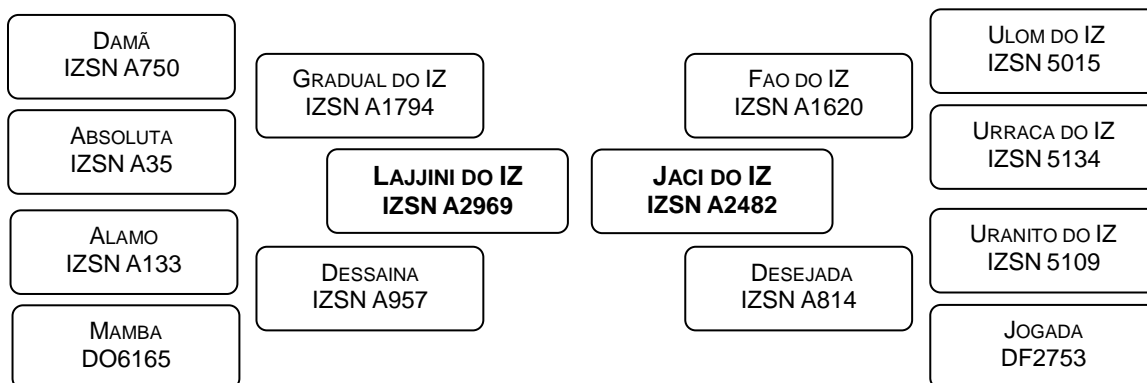 DAMÃ
IZSN A750
ABSOLUTA
IZSN A35
ALAMO
IZSN A133
MAMBA
DO6165
GRADUAL DO IZ
IZSN A1794
DESSAINA
IZSN A957
LAJJINI DO IZ
IZSN A2969
JACI DO IZ
IZSN A2482
FAO DO IZ
IZSN A1620
DESEJADA
IZSN A814
ULOM DO IZ
IZSN 5015
URRACA DO IZ
IZSN 5134
URANITO DO IZ
IZSN 5109
JOGADA
DF2753